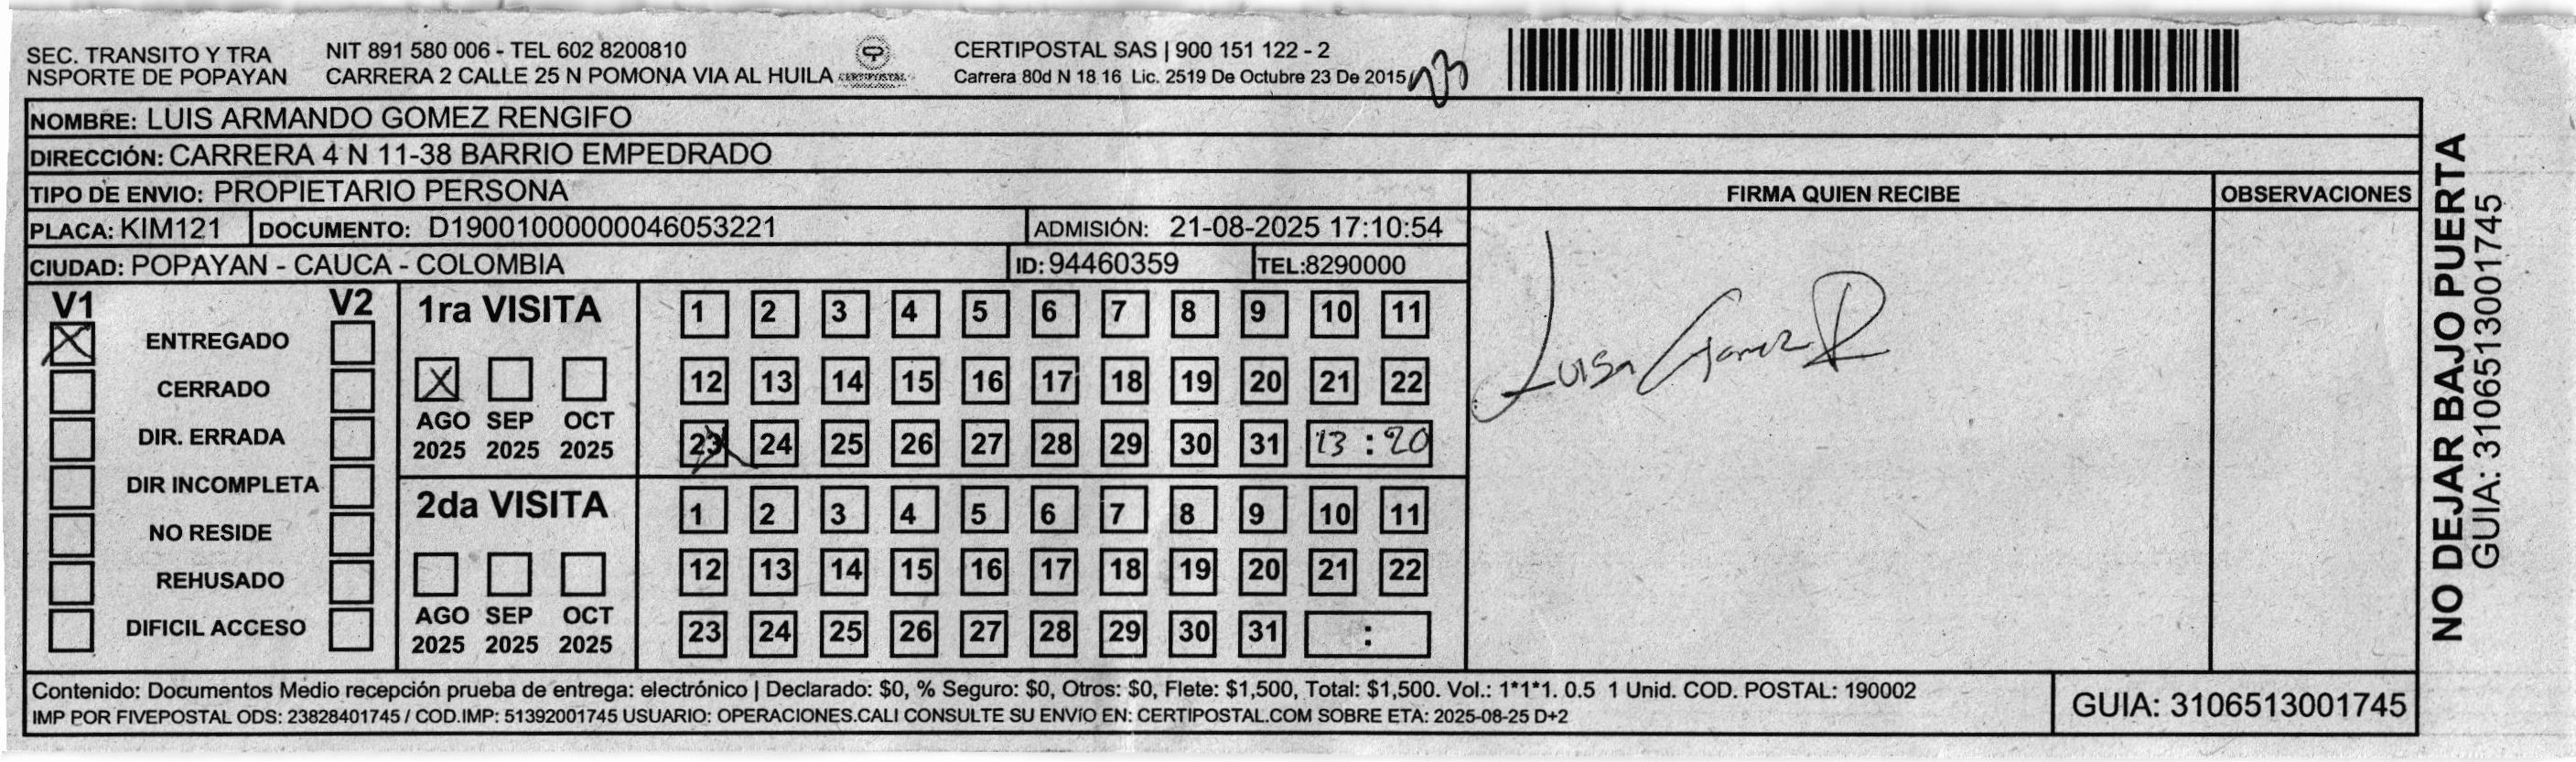 SEC. TRANSITO Y TRA
NSPORTE DE POPAYAN
NIT 891 580 006 - TEL 602 8200810
CARRERA 2 CALLE 25 N POMONA VIA AL HUILA
CERTIPOSTAL
CERTIPOSTAL SAS | 900 151 122 - 2
Carrera 80d N 18 16 Lic. 2519 De Octubre 23 De 2015
NOMBRE: LUIS ARMANDO GOMEZ RENGIFO
DIRECCIÓN: CARRERA 4 N 11-38 BARRIO EMPEDRADO
TIPO DE ENVIO: PROPIETARIO PERSONA
FIRMA QUIEN RECIBE
OBSERVACIONES
PLACA: KIM121 DOCUMENTO: D19001000000046053221 ADMISIÓN: 21-08-2025 17:10:54
CIUDAD: POPAYAN - CAUCA - COLOMBIA ID: 94460359 TEL:8290000
V1 V2
ENTREGADO
CERRADO
DIR. ERRADA
DIR INCOMPLETA
NO RESIDE
REHUSADO
DIFICIL ACCESO
1ra VISITA
AGO SEP OCT
2025 2025 2025
1 2 3 4 5 6 7 8 9 10 11
12 13 14 15 16 17 18 19 20 21 22
23 24 25 26 27 28 29 30 31 13 : 20
2da VISITA
AGO SEP OCT
2025 2025 2025
1 2 3 4 5 6 7 8 9 10 11
12 13 14 15 16 17 18 19 20 21 22
23 24 25 26 27 28 29 30 31 :
Luisa Gomez R
NO DEJAR BAJO PUERTA
GUIA: 3106513001745
Contenido: Documentos Medio recepción prueba de entrega: electrónico | Declarado: $0, % Seguro: $0, Otros: $0, Flete: $1,500, Total: $1,500. Vol.: 1*1*1. 0.5 1 Unid. COD. POSTAL: 190002
IMP POR FIVEPOSTAL ODS: 23828401745 / COD.IMP: 51392001745 USUARIO: OPERACIONES.CALI CONSULTE SU ENVíO EN: CERTIPOSTAL.COM SOBRE ETA: 2025-08-25 D+2
GUIA: 3106513001745